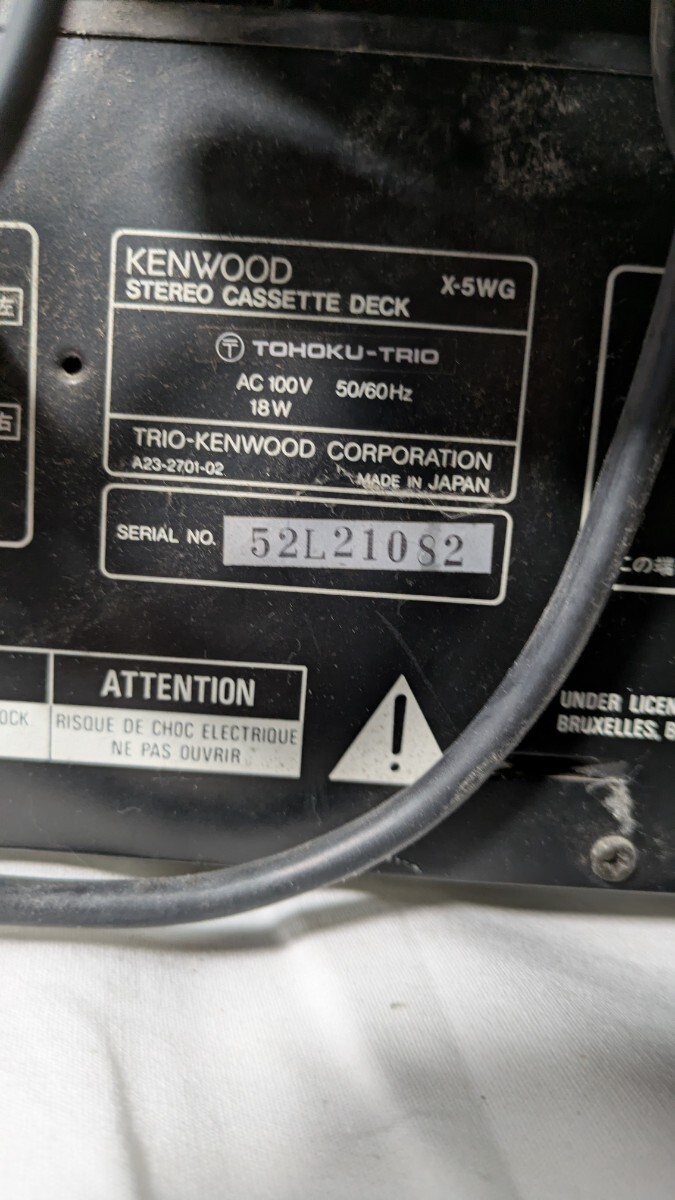 左
右
KENWOOD
STEREO CASSETTE DECK
X-5WG
〒 TOHOKU-TRIO
AC 100V 50/60Hz
18W
TRIO-KENWOOD CORPORATION
A23-2701-02
MADE IN JAPAN
SERIAL NO. 52L21082
この端
OCK
ATTENTION
RISQUE DE CHOC ELECTRIQUE
NE PAS OUVRIR
!
UNDER LICEN
BRUXELLES, B